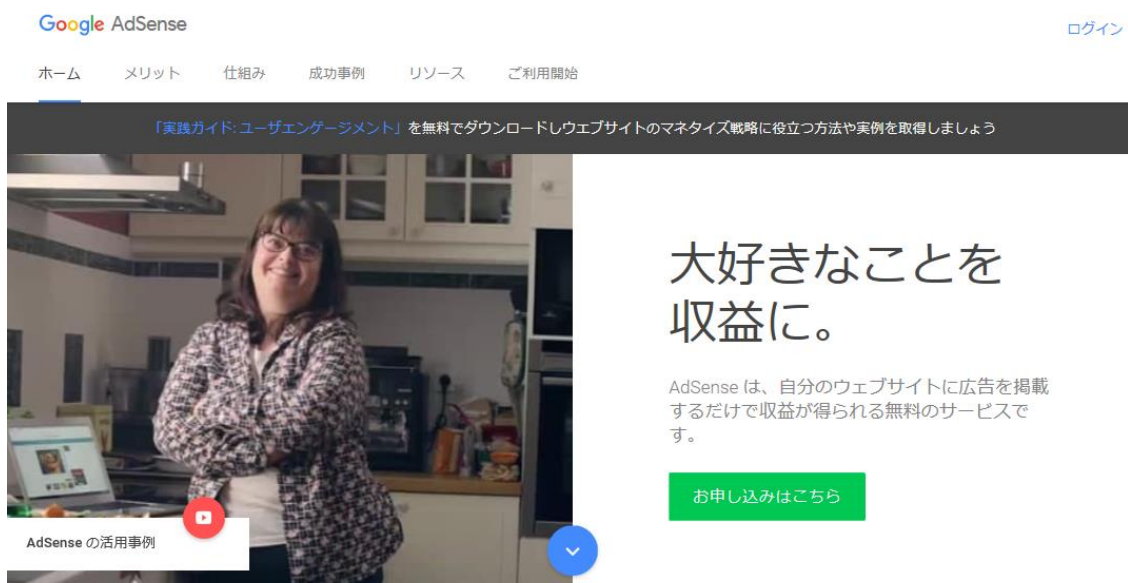 Google AdSense
ログイン
ホーム メリット 仕組み 成功事例 リソース ご利用開始
「実践ガイド: ユーザエンゲージメント」を無料でダウンロードしウエブサイトのマネタイズ戦略に役立つ方法や実例を取得しましょう
大好きなことを
収益に。
AdSense は、自分のウェブサイトに広告を掲載
するだけで収益が得られる無料のサービスで
す。
お申し込みはこちら
AdSense の活用事例